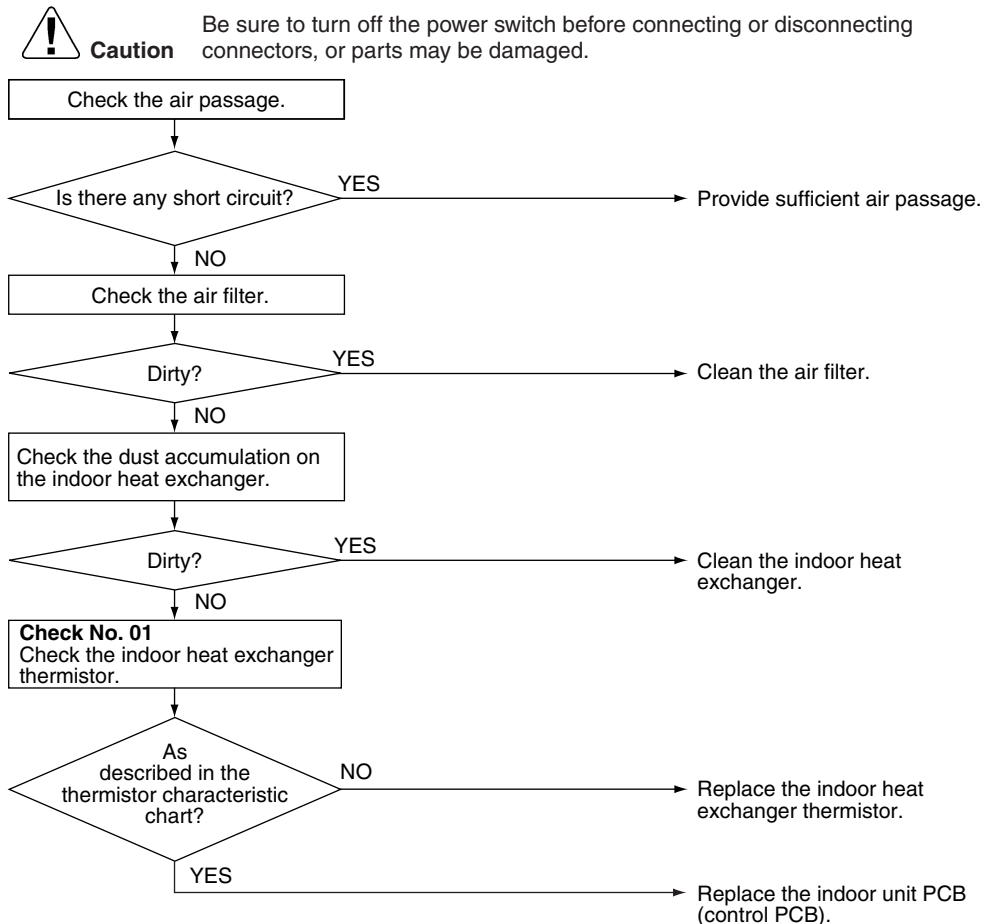 Be sure to turn off the power switch before connecting or disconnecting
Caution connectors, or parts may be damaged.
Check the air passage.
Is there any short circuit?
YES
Provide sufficient air passage.
NO
Check the air filter.
Dirty?
YES
Clean the air filter.
NO
Check the dust accumulation on
the indoor heat exchanger.
Dirty?
YES
Clean the indoor heat
exchanger.
NO
Check No. 01
Check the indoor heat exchanger
thermistor.
As
described in the
thermistor characteristic
chart?
NO
Replace the indoor heat
exchanger thermistor.
YES
Replace the indoor unit PCB
(control PCB).